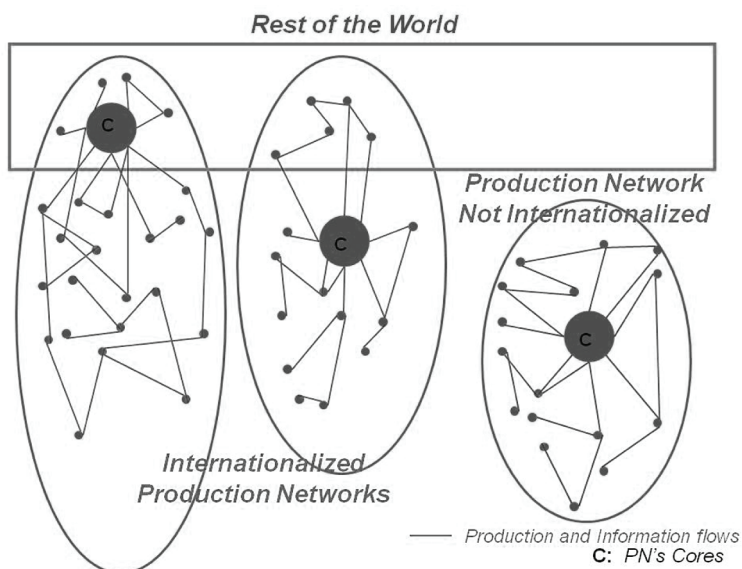 Rest of the World
C
Production Network
Not Internationalized
C
C
Internationalized
Production Networks
Production and Information flows
C: PN's Cores